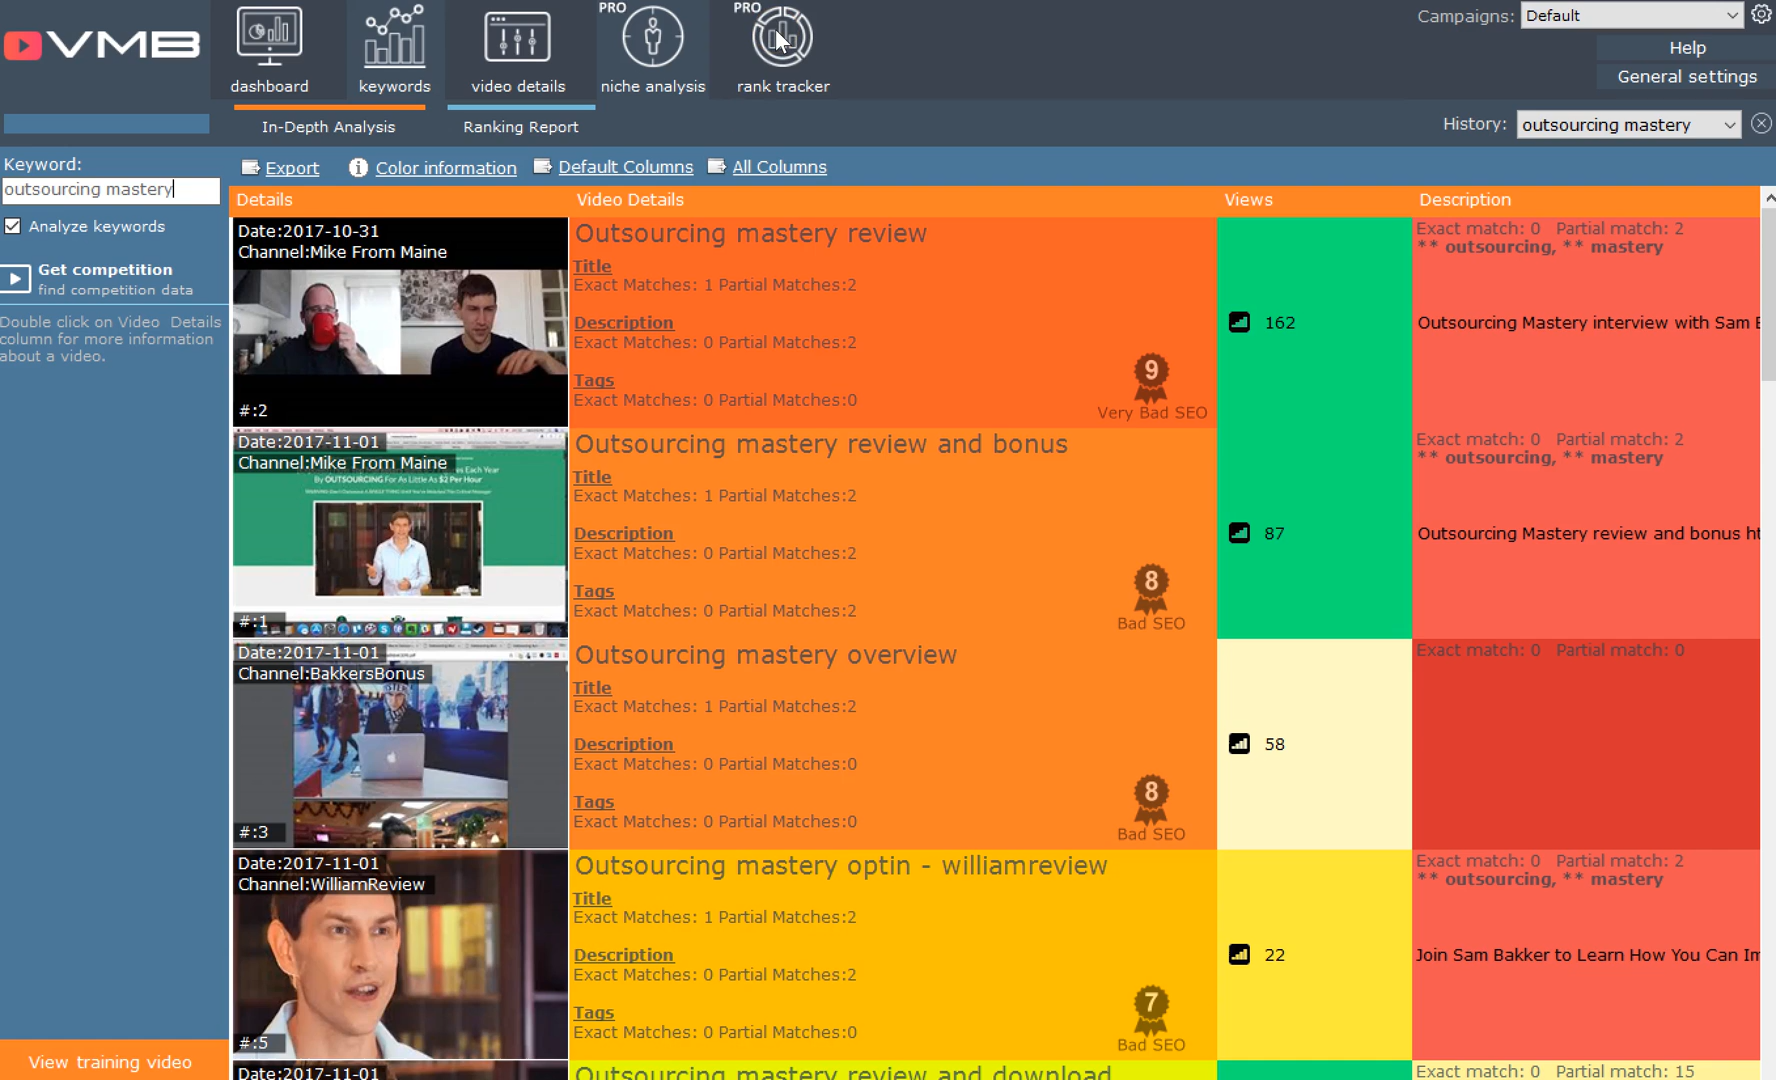 VMB
dashboard
keywords
video details
PRO
niche analysis
PRO
rank tracker
Campaigns:
Default
Help
General settings
In-Depth Analysis
Ranking Report
History:
outsourcing mastery
Keyword:
outsourcing mastery
Analyze keywords
Get competition
find competition data
Double click on Video Details
column for more information
about a video.
View training video
Export
Color information
Default Columns
All Columns
Details
Video Details
Views
Description
Date:2017-10-31
Channel:Mike From Maine
#:2
Outsourcing mastery review
Title
Exact Matches: 1 Partial Matches:2
Description
Exact Matches: 0 Partial Matches:2
Tags
Exact Matches: 0 Partial Matches:0
9
Very Bad SEO
162
Exact match: 0 Partial match: 2
** outsourcing, ** mastery
Outsourcing Mastery interview with Sam
Date:2017-11-01
Channel:Mike From Maine
es Each Year
By OUTSOURCING For As Little As $2 Per Hour
#:1
Outsourcing mastery review and bonus
Title
Exact Matches: 1 Partial Matches:2
Description
Exact Matches: 0 Partial Matches:2
Tags
Exact Matches: 0 Partial Matches:2
8
Bad SEO
87
Exact match: 0 Partial match: 2
** outsourcing, ** mastery
Outsourcing Mastery review and bonus ht
Date:2017-11-01
Channel:BakkersBonus
#:3
Outsourcing mastery overview
Title
Exact Matches: 1 Partial Matches:2
Description
Exact Matches: 0 Partial Matches:0
Tags
Exact Matches: 0 Partial Matches:0
8
Bad SEO
58
Exact match: 0 Partial match: 0
Date:2017-11-01
Channel:WilliamReview
#:5
Outsourcing mastery optin - williamreview
Title
Exact Matches: 1 Partial Matches:2
Description
Exact Matches: 0 Partial Matches:2
Tags
Exact Matches: 0 Partial Matches:0
7
Bad SEO
22
Exact match: 0 Partial match: 2
** outsourcing, ** mastery
Join Sam Bakker to Learn How You Can Im
Date:2017-11-01
Outsourcing mastery review and download
Exact match: 0 Partial match: 15